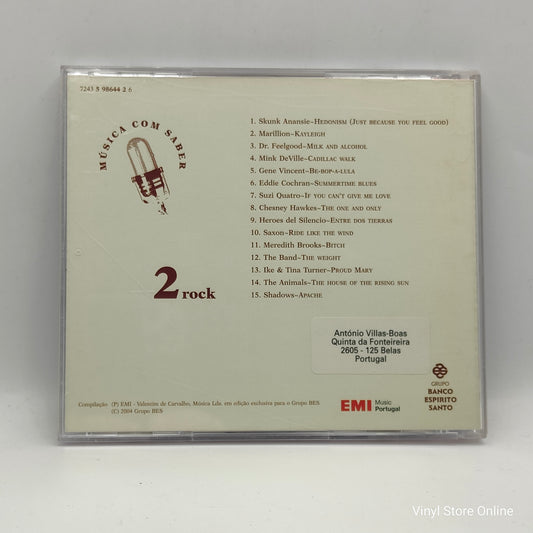 7243 5 98644 2 6
MÚSICA COM SABER
1. Skunk Anansie~Hedonism (Just because you feel good)
2. Marillion~Kayleigh
3. Dr. Feelgood~Milk and alcohol
4. Mink DeVille~Cadillac walk
5. Gene Vincent~Be-bop-a-lula
6. Eddie Cochran~Summertime blues
7. Suzi Quatro~If you can't give me love
8. Chesney Hawkes~The one and only
9. Heroes del Silencio~Entre dos tierras
10. Saxon~Ride like the wind
11. Meredith Brooks~Bitch
12. The Band~The weight
13. Ike & Tina Turner~Proud Mary
14. The Animals~The house of the rising sun
15. Shadows~Apache
2 rock
António Villas-Boas
Quinta da Fonteireira
2605 - 125 Belas
Portugal
GRUPO
BANCO
ESPIRITO
SANTO
EMI Music Portugal
Compilação (P) EMI - Valentim de Carvalho, Música Lda. em edição exclusiva para o Grupo BES
(C) 2004 Grupo BES
Vinyl Store Online